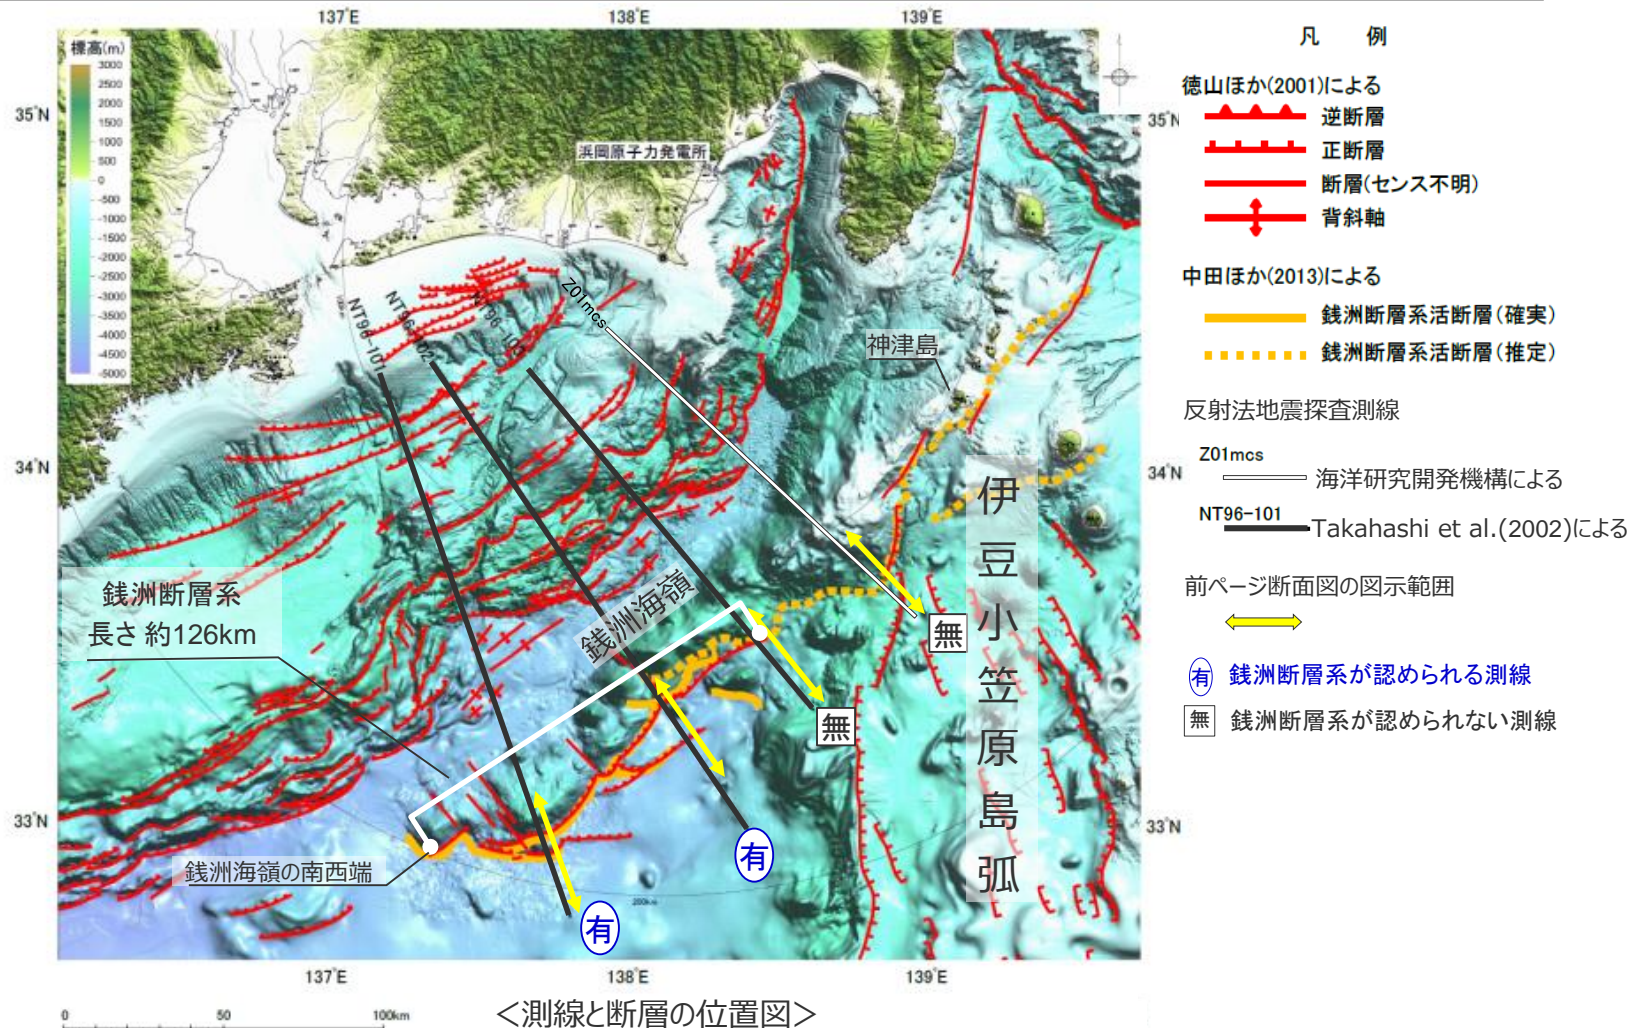 137°E
138°E
139°E
標高(m)
3000
2500
2000
1500
1000
500
0
-500
-1000
-1500
-2000
-2500
-3000
-3500
-4000
-4500
-5000
35°N
35°N
34°N
34°N
33°N
33°N
浜岡原子力発電所
神津島
Z01mcs
NT96-103
NT96-102
NT96-101
銭洲断層系
長さ 約126km
銭洲海嶺
銭洲海嶺の南西端
伊豆小笠原島弧
無
無
有
有
200km
137°E
138°E
139°E
0
50
100km
＜測線と断層の位置図＞
凡 例
徳山ほか(2001)による
逆断層
正断層
断層(センス不明)
背斜軸
中田ほか(2013)による
銭洲断層系活断層(確実)
銭洲断層系活断層(推定)
反射法地震探査測線
Z01mcs
海洋研究開発機構による
NT96-101
Takahashi et al.(2002)による
前ページ断面図の図示範囲
有 銭洲断層系が認められる測線
無 銭洲断層系が認められない測線